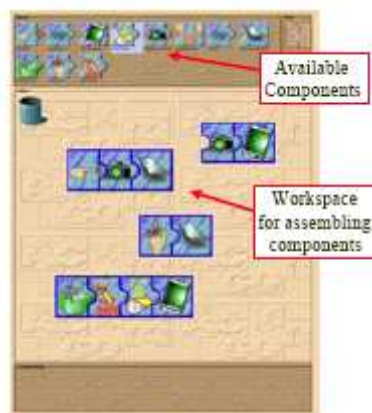 Available
Components
Workspace
for assembling
components